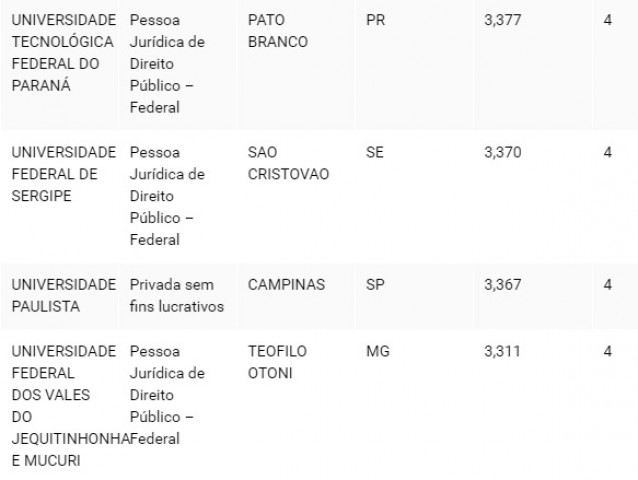 UNIVERSIDADE TECNOLÓGICA FEDERAL DO PARANÁ Pessoa Jurídica de Direito Público – Federal PATO BRANCO PR 3,377 4
UNIVERSIDADE FEDERAL DE SERGIPE Pessoa Jurídica de Direito Público – Federal SAO CRISTOVAO SE 3,370 4
UNIVERSIDADE PAULISTA Privada sem fins lucrativos CAMPINAS SP 3,367 4
UNIVERSIDADE FEDERAL DOS VALES DO JEQUITINHONHA E MUCURI Pessoa Jurídica de Direito Público – Federal TEOFILO OTONI MG 3,311 4